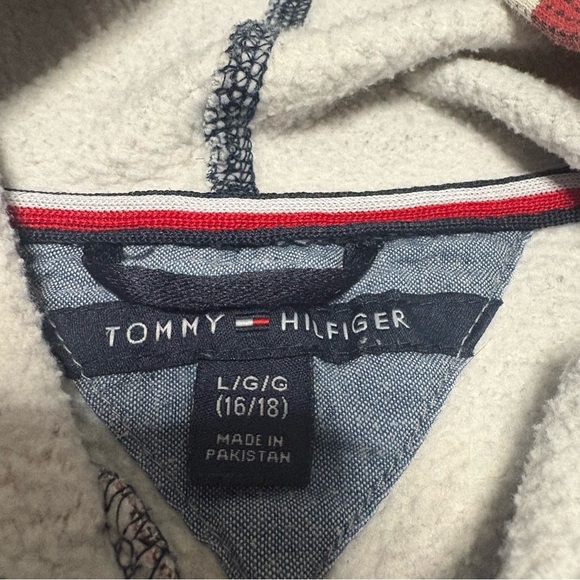 TOMMY HILFIGER
L/G/G
(16/18)
MADE IN
PAKISTAN